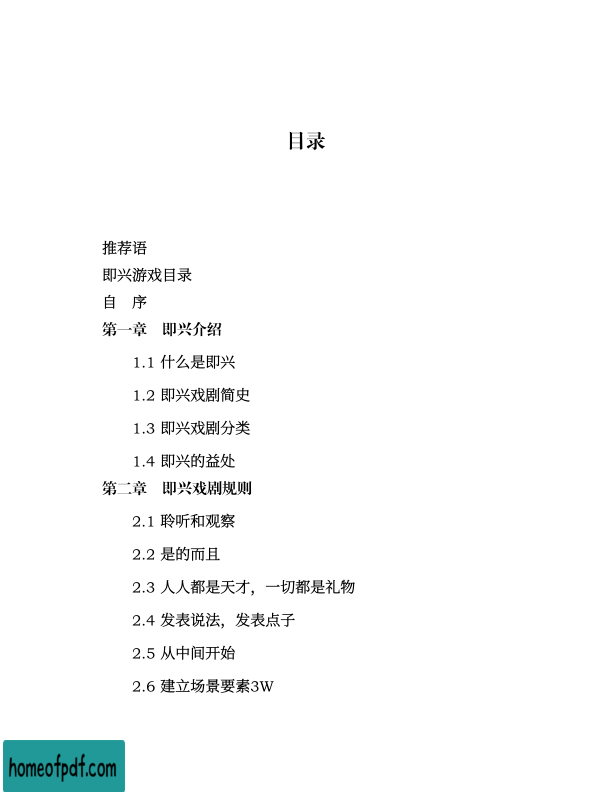 目录
推荐语
即兴游戏目录
自　序
第一章　即兴介绍
1.1 什么是即兴
1.2 即兴戏剧简史
1.3 即兴戏剧分类
1.4 即兴的益处
第二章　即兴戏剧规则
2.1 聆听和观察
2.2 是的而且
2.3 人人都是天才，一切都是礼物
2.4 发表说法，发表点子
2.5 从中间开始
2.6 建立场景要素3W
homeofpdf.com